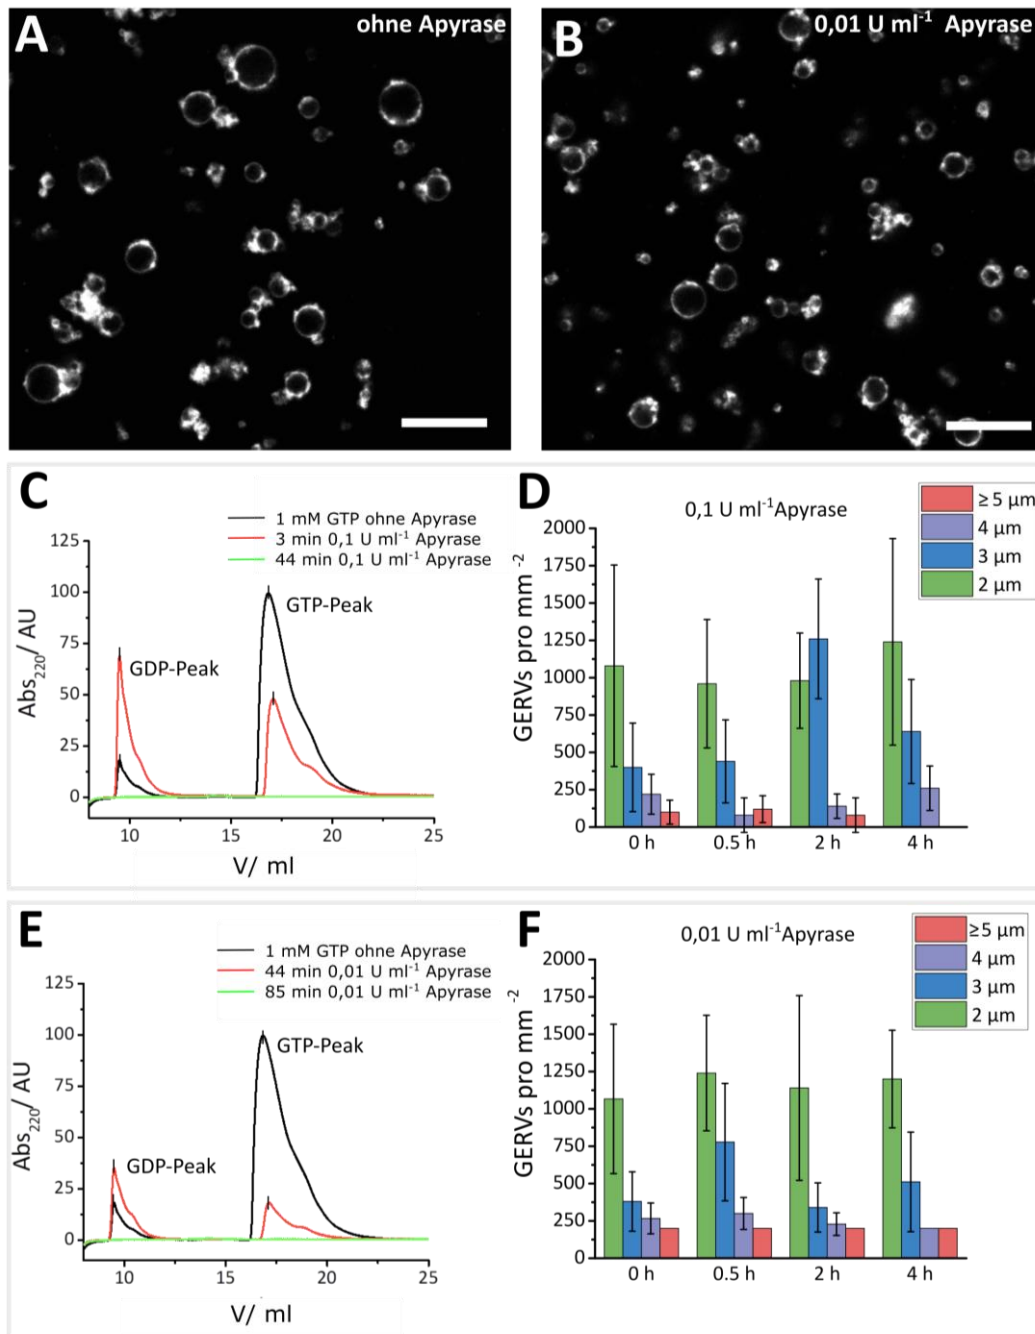 A
ohne Apyrase
B
0,01 U ml⁻¹ Apyrase
C
1 mM GTP ohne Apyrase
3 min 0,1 U ml⁻¹ Apyrase
44 min 0,1 U ml⁻¹ Apyrase
125
100
75
50
25
0
Abs₂₂₀/ AU
GDP-Peak
GTP-Peak
10
15
20
25
V/ ml
D
0,1 U ml⁻¹Apyrase
≥ 5 µm
4 µm
3 µm
2 µm
2000
1750
1500
1250
1000
750
500
250
0
GERVs pro mm⁻²
0 h
0.5 h
2 h
4 h
E
1 mM GTP ohne Apyrase
44 min 0,01 U ml⁻¹ Apyrase
85 min 0,01 U ml⁻¹ Apyrase
125
100
75
50
25
0
Abs₂₂₀/ AU
GDP-Peak
GTP-Peak
10
15
20
25
V/ ml
F
0,01 U ml⁻¹Apyrase
≥5 µm
4 µm
3 µm
2 µm
2000
1750
1500
1250
1000
750
500
250
0
GERVs pro mm⁻²
0 h
0.5 h
2 h
4 h